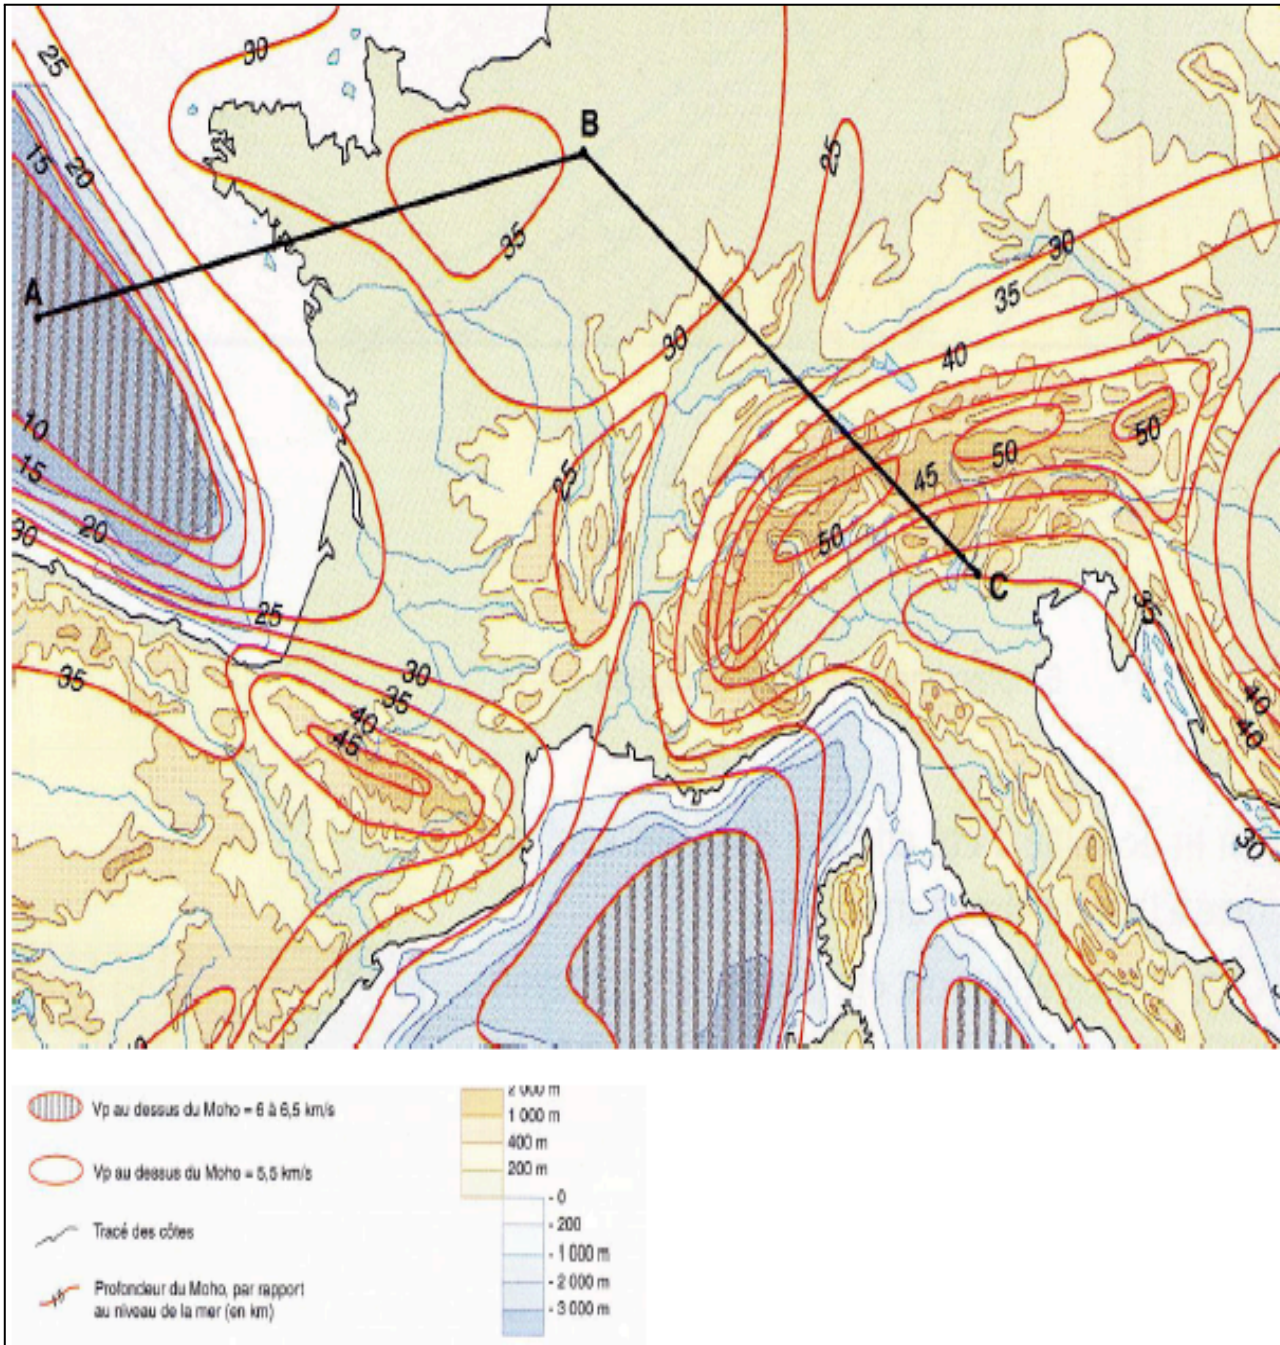 25
30
15
20
B
25
35
A
30
30
35
40
10
15
20
30
25
50
50
45
50
25
C
35
30
35
35
40
45
40
40
30
Vp au dessus du Moho = 6 à 6,5 km/s
Vp au dessus du Moho = 5,5 km/s
Tracé des côtes
15
Profondeur du Moho, par rapport
au niveau de la mer (en km)
2 000 m
1 000 m
400 m
200 m
- 0
- 200
- 1 000 m
- 2 000 m
- 3 000 m